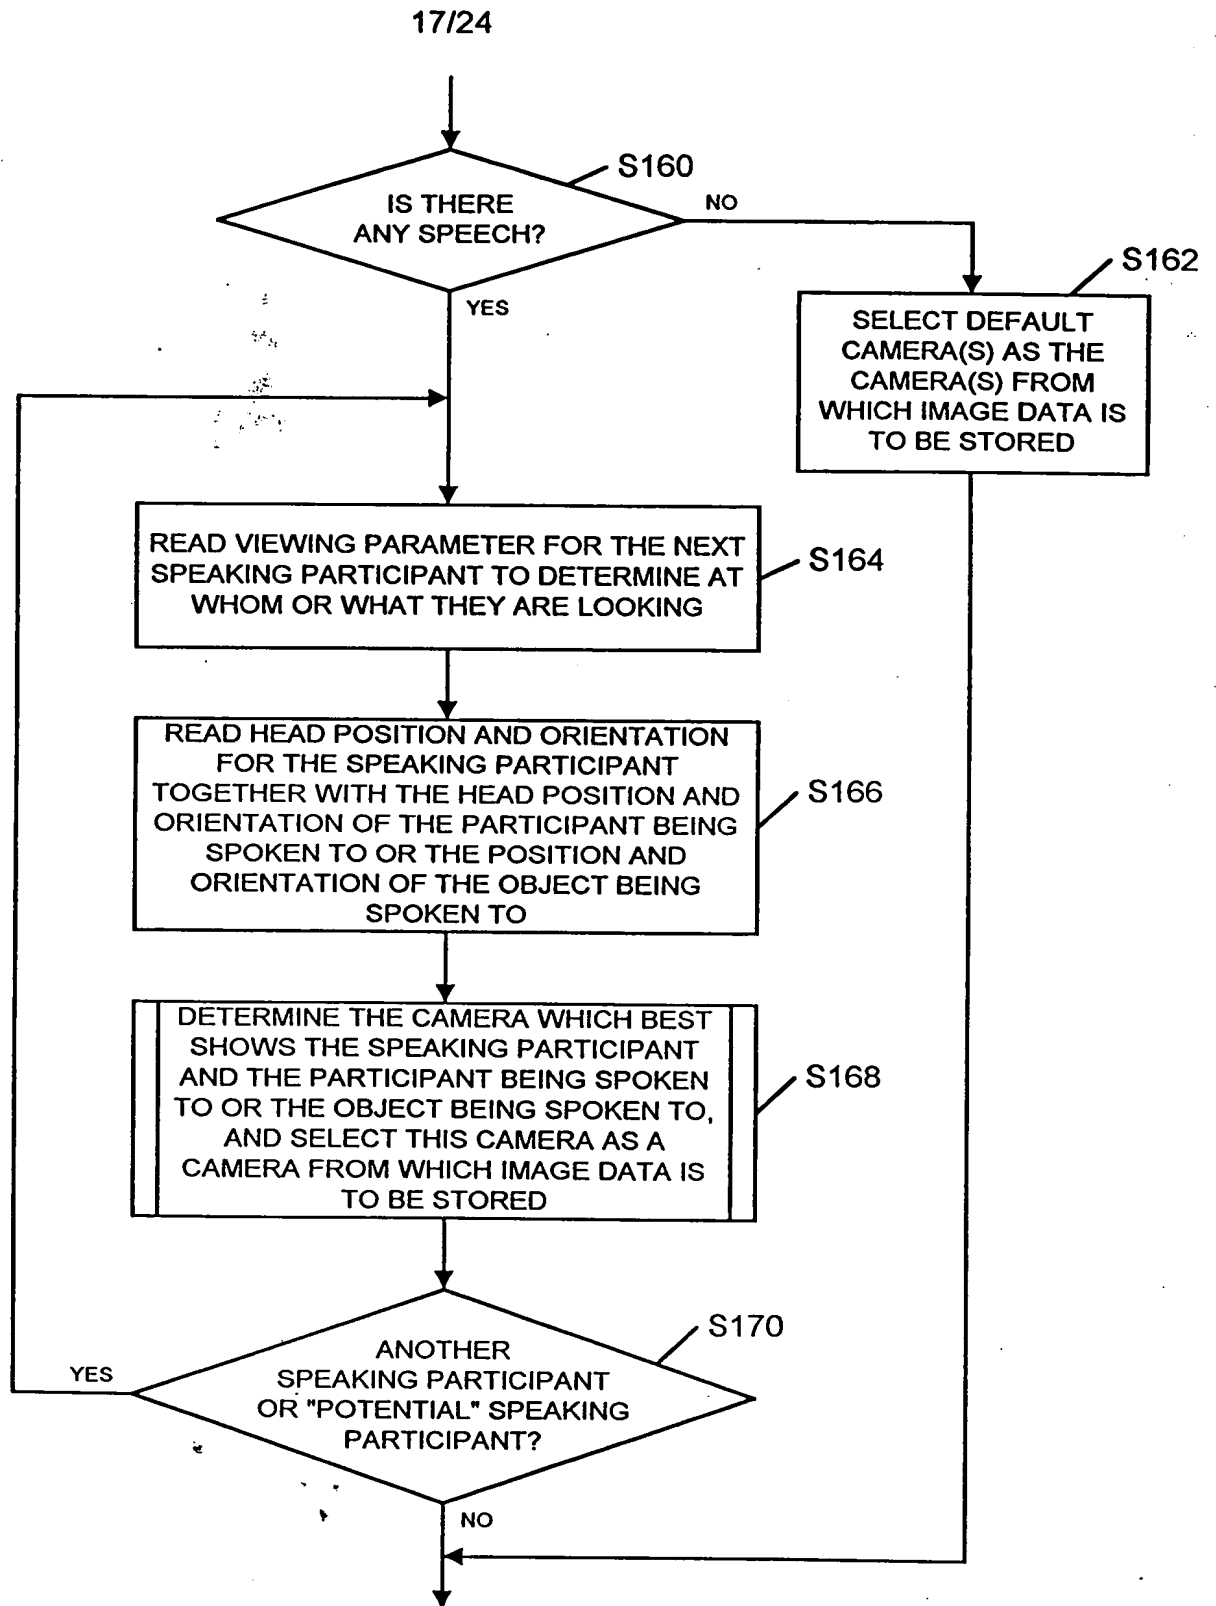 17/24
S160
IS THERE
ANY SPEECH?
NO
YES
S162
SELECT DEFAULT
CAMERA(S) AS THE
CAMERA(S) FROM
WHICH IMAGE DATA IS
TO BE STORED
READ VIEWING PARAMETER FOR THE NEXT
SPEAKING PARTICIPANT TO DETERMINE AT
WHOM OR WHAT THEY ARE LOOKING
S164
READ HEAD POSITION AND ORIENTATION
FOR THE SPEAKING PARTICIPANT
TOGETHER WITH THE HEAD POSITION AND
ORIENTATION OF THE PARTICIPANT BEING
SPOKEN TO OR THE POSITION AND
ORIENTATION OF THE OBJECT BEING
SPOKEN TO
S166
DETERMINE THE CAMERA WHICH BEST
SHOWS THE SPEAKING PARTICIPANT
AND THE PARTICIPANT BEING SPOKEN
TO OR THE OBJECT BEING SPOKEN TO,
AND SELECT THIS CAMERA AS A
CAMERA FROM WHICH IMAGE DATA IS
TO BE STORED
S168
S170
ANOTHER
SPEAKING PARTICIPANT
OR "POTENTIAL" SPEAKING
PARTICIPANT?
YES
NO